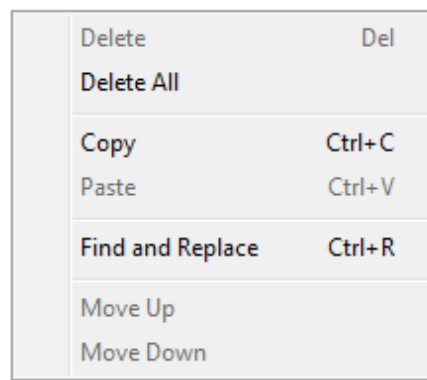 Delete Del
Delete All
Copy Ctrl+C
Paste Ctrl+V
Find and Replace Ctrl+R
Move Up
Move Down